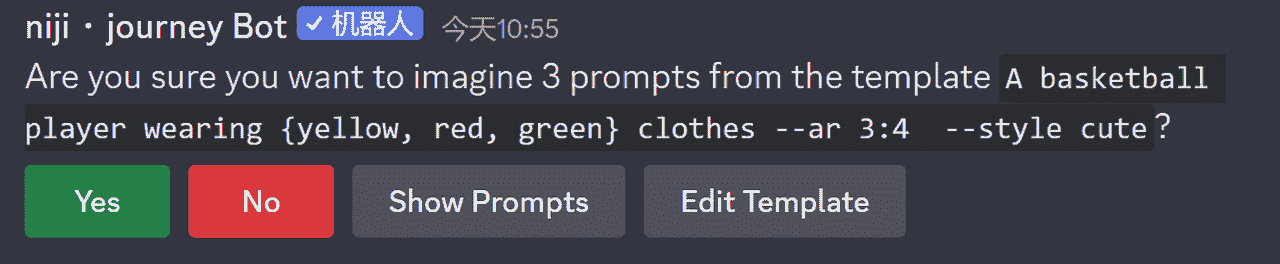 niji・journey Bot ✓机器人 今天10:55
Are you sure you want to imagine 3 prompts from the template A basketball
player wearing {yellow, red, green} clothes --ar 3:4  --style cute?
Yes No Show Prompts Edit Template